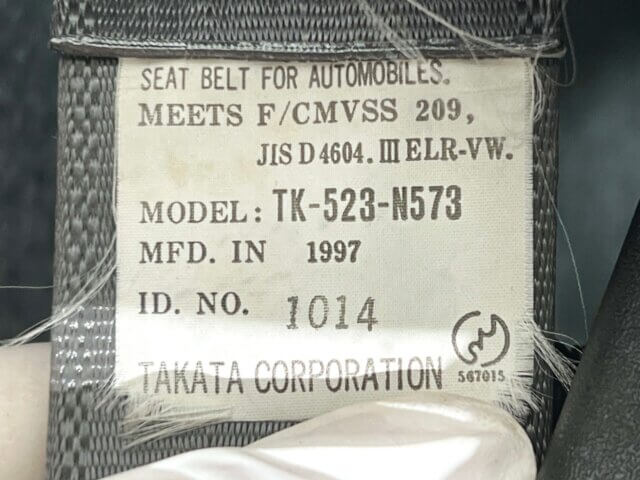 SEAT BELT FOR AUTOMOBILES.
MEETS F/CMVSS 209,
JIS D 4604. III ELR-VW.
MODEL: TK-523-N573
MFD. IN 1997
ID. NO. 1014
TAKATA CORPORATION
567015